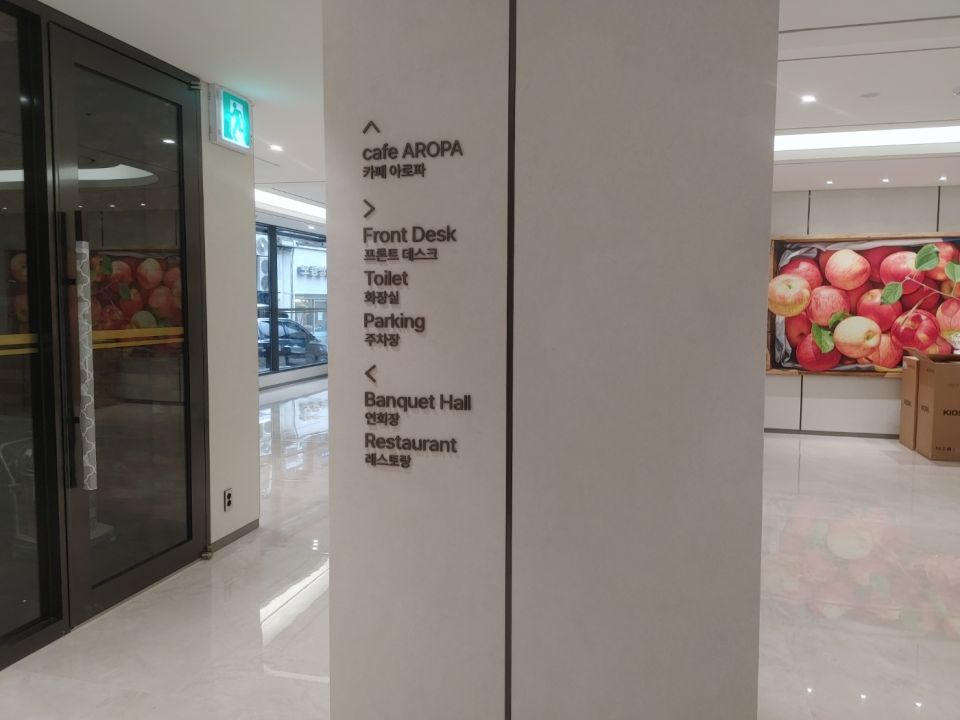 ^
cafe AROPA
카페 아로파
>
Front Desk
프론트 데스크
Toilet
화장실
Parking
주차장
<
Banquet Hall
연회장
Restaurant
레스토랑